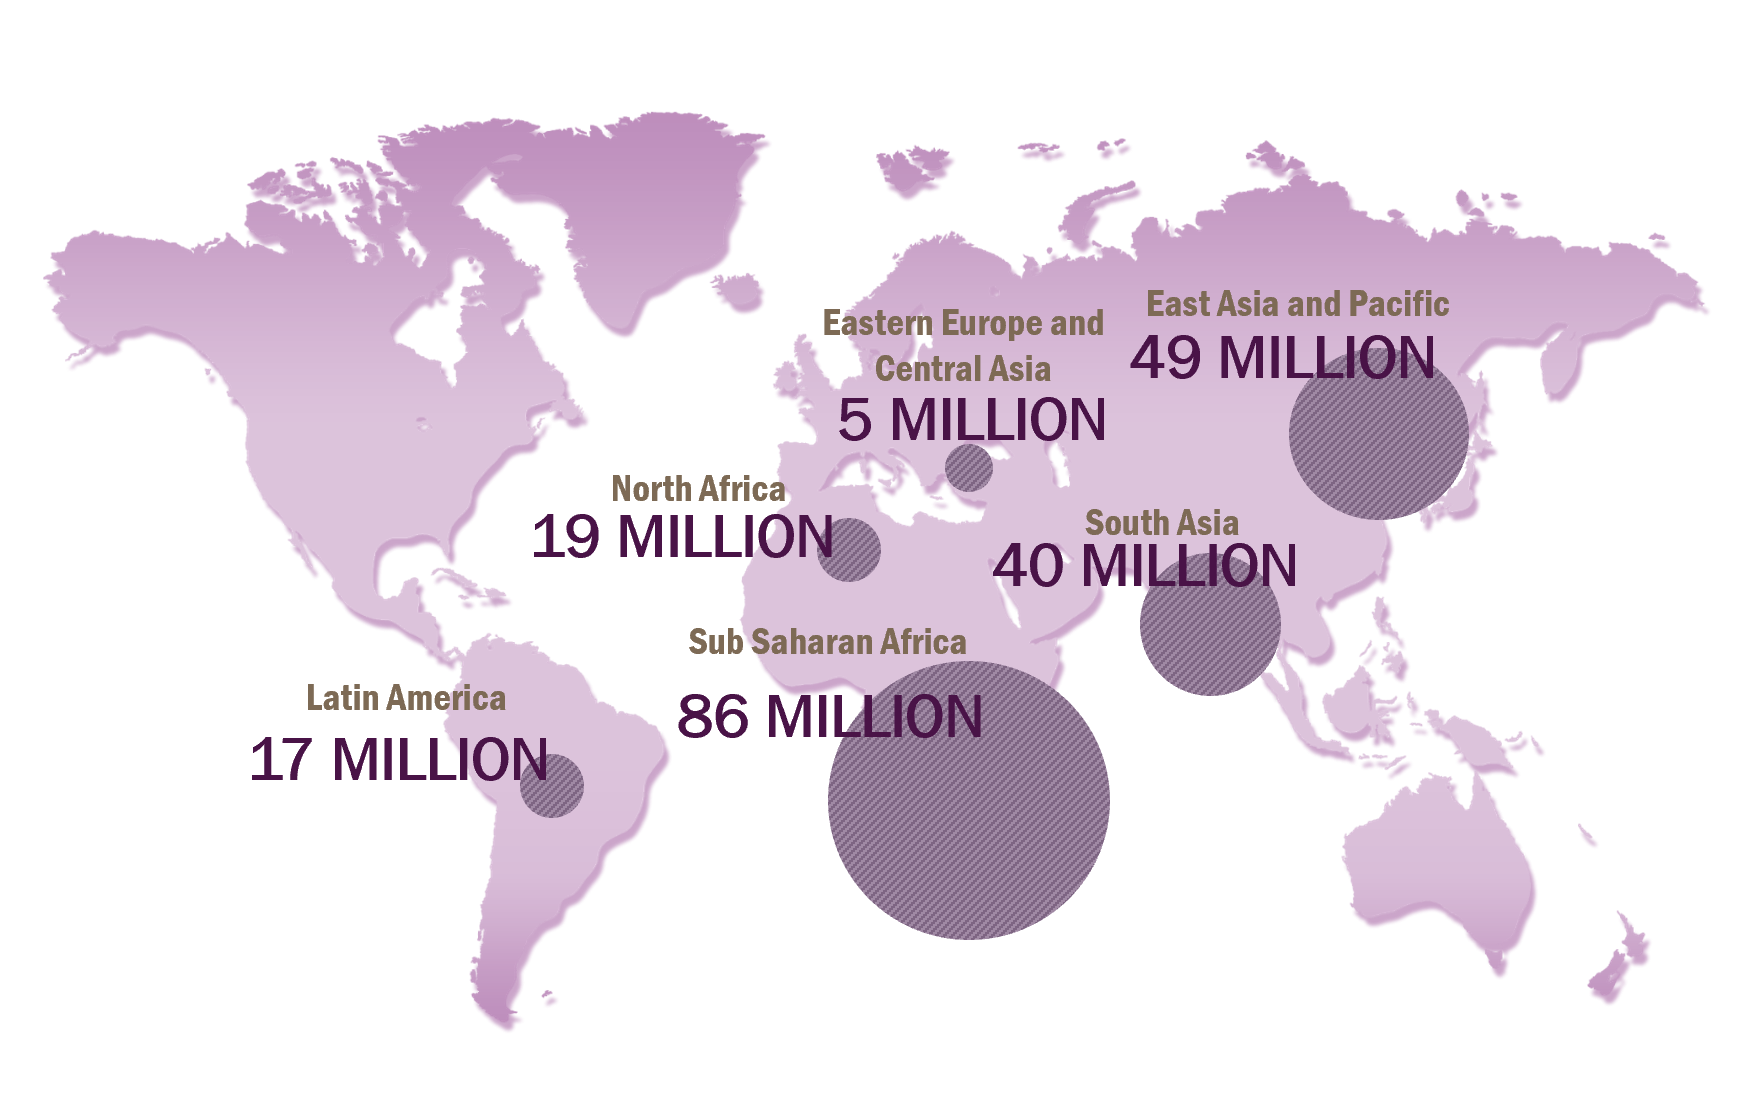 East Asia and Pacific
49 MILLION
Eastern Europe and
Central Asia
5 MILLION
North Africa
19 MILLION
South Asia
40 MILLION
Sub Saharan Africa
86 MILLION
Latin America
17 MILLION